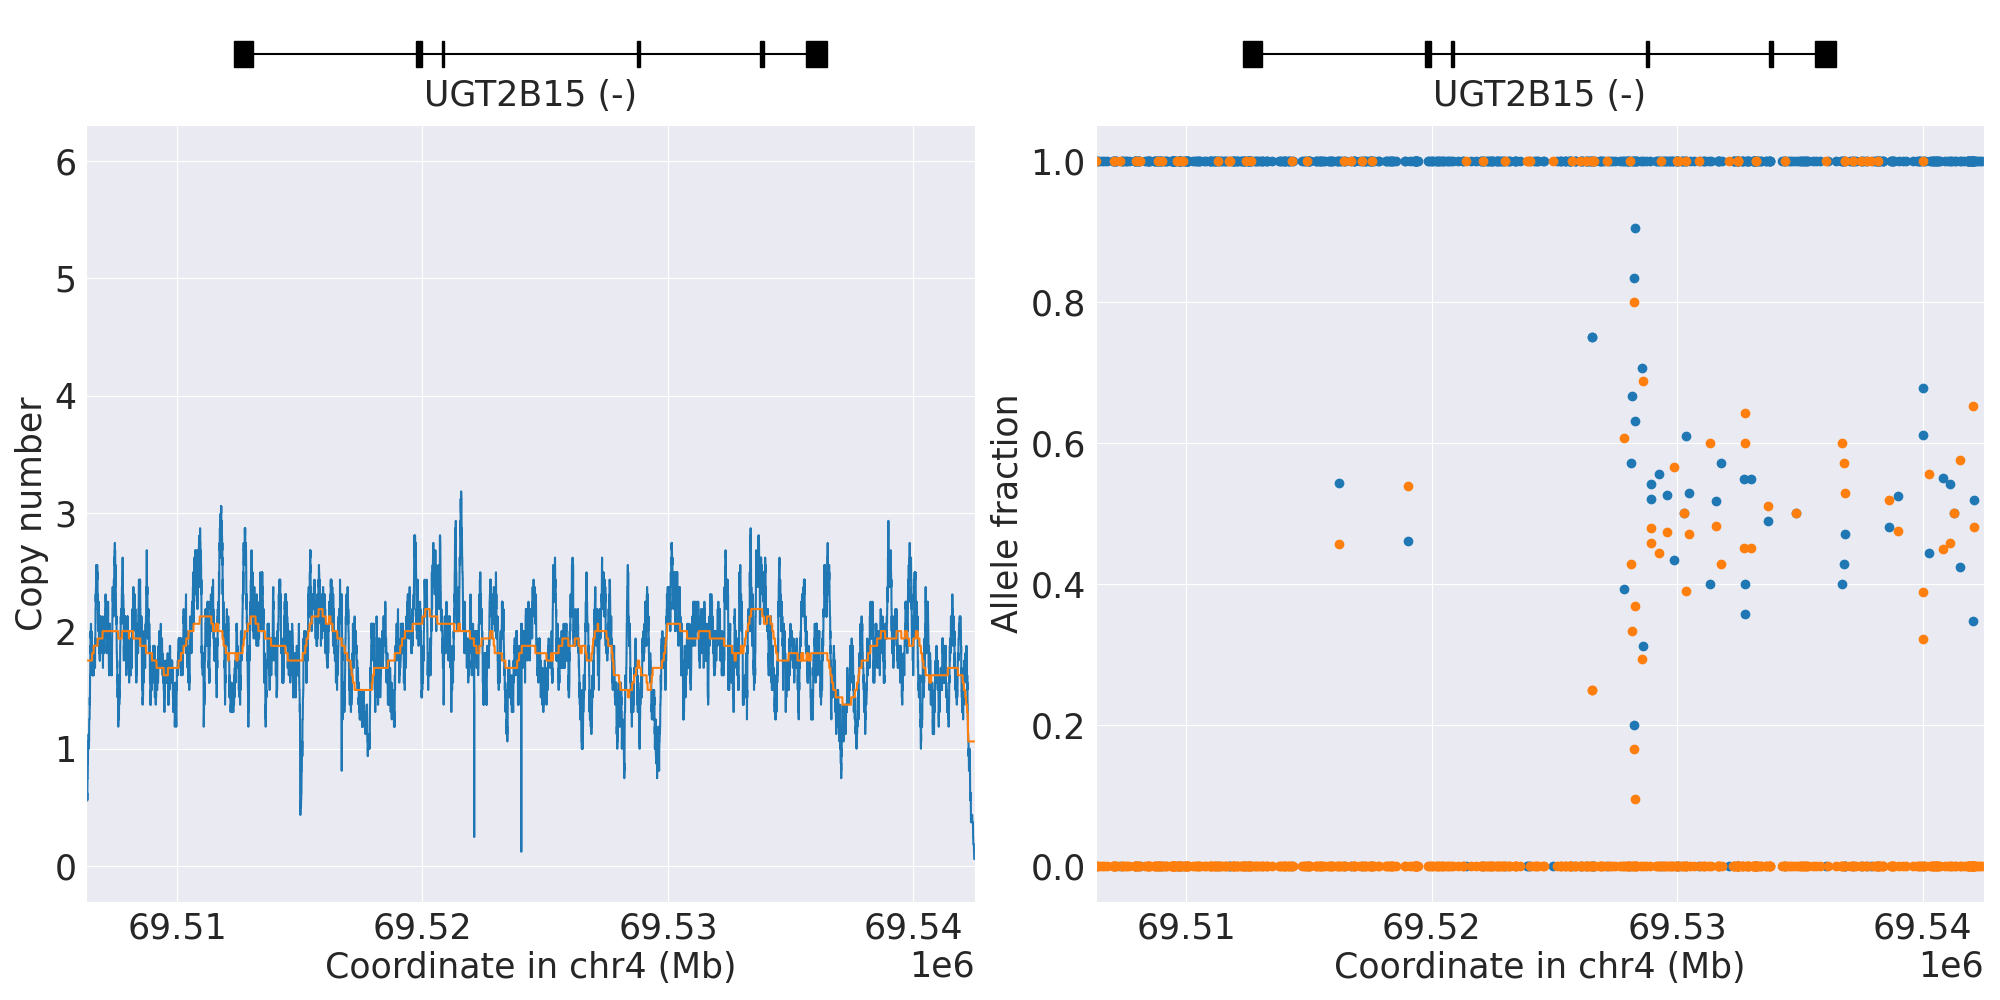 UGT2B15 (-)
UGT2B15 (-)
6
5
4
3
2
1
0
Copy number
69.51 69.52 69.53 69.54
Coordinate in chr4 (Mb) 1e6
1.0
0.8
0.6
0.4
0.2
0.0
Allele fraction
69.51 69.52 69.53 69.54
Coordinate in chr4 (Mb) 1e6